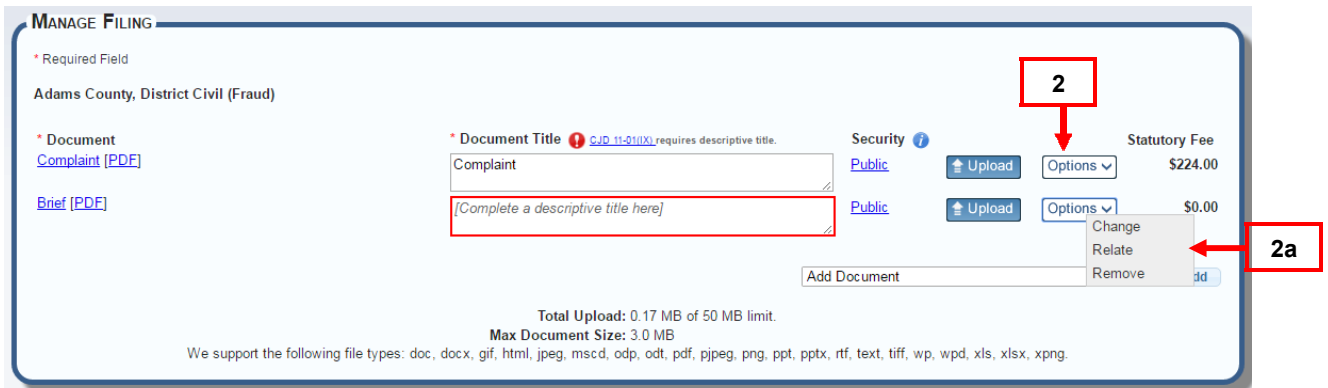 MANAGE FILING
* Required Field
2
Adams County, District Civil (Fraud)
* Document * Document Title CJD 11-01(IX) requires descriptive title. Security i Statutory Fee
Complaint [PDF] Complaint Public Upload Options $224.00
Brief [PDF] [Complete a descriptive title here] Public Upload Options $0.00
Change
Relate 2a
Remove
Add Document dd
Total Upload: 0.17 MB of 50 MB limit.
Max Document Size: 3.0 MB
We support the following file types: doc, docx, gif, html, jpeg, mscd, odp, odt, pdf, pjpeg, png, ppt, pptx, rtf, text, tiff, wp, wpd, xls, xlsx, xpng.